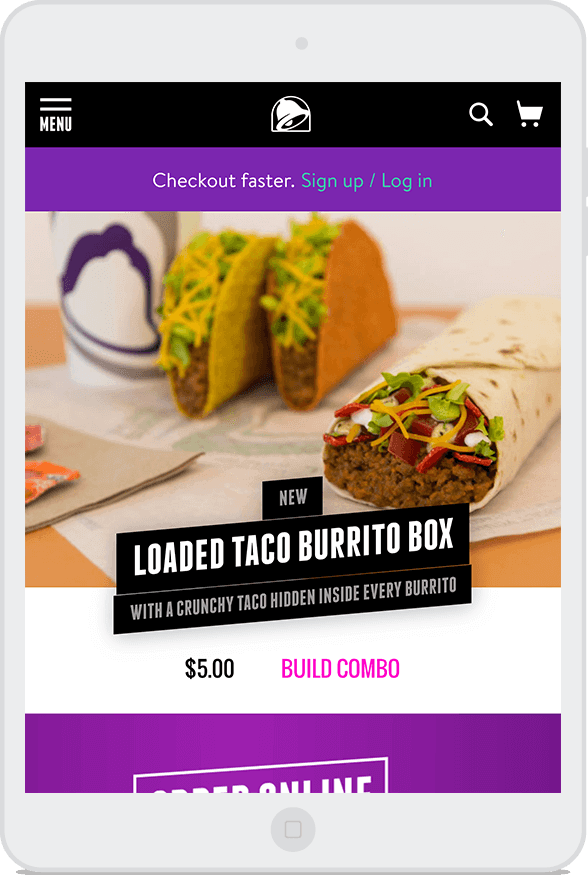 MENU
Checkout faster. Sign up / Log in
NEW
LOADED TACO BURRITO BOX
WITH A CRUNCHY TACO HIDDEN INSIDE EVERY BURRITO
$5.00 BUILD COMBO
ORDER ONLINE